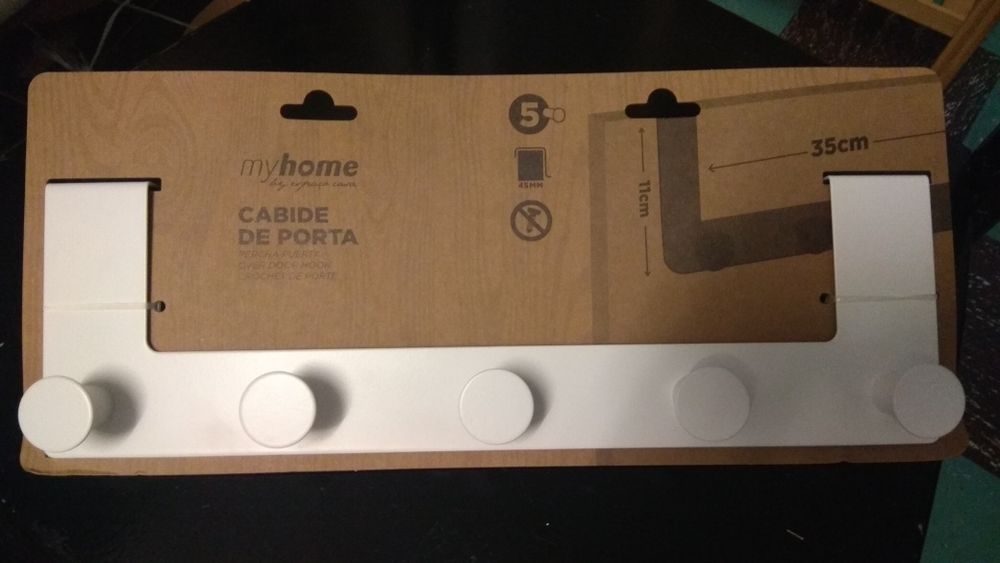 myhome
by espaço casa
CABIDE
DE PORTA
PERCHA PUERTA
OVER DOOR HOOK
CROCHET DE PORTE
5
45MM
11cm
35cm